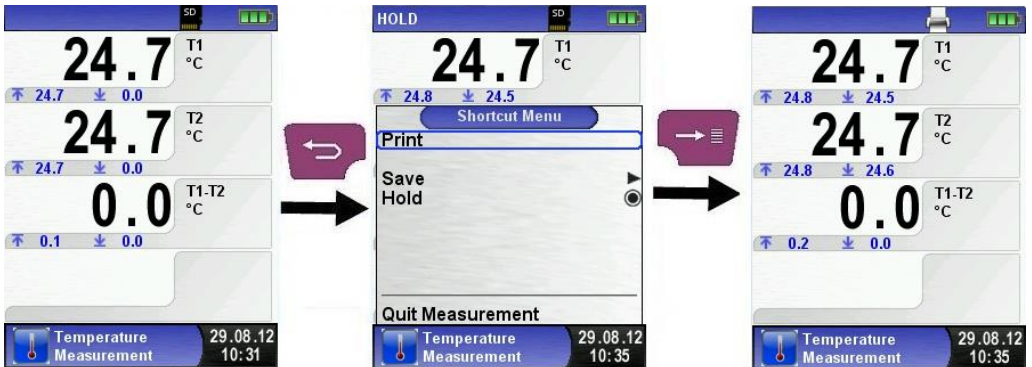 SD
24.7 T1 °C
24.7 0.0
24.7 T2 °C
24.7 0.0
0.0 T1-T2 °C
0.1 0.0
Temperature Measurement
29.08.12
10:31
HOLD SD
24.7 T1 °C
24.8 24.5
Shortcut Menu
Print
Save
Hold
Quit Measurement
Temperature Measurement
29.08.12
10:35
24.7 T1 °C
24.8 24.5
24.7 T2 °C
24.8 24.6
0.0 T1-T2 °C
0.2 0.0
Temperature Measurement
29.08.12
10:35